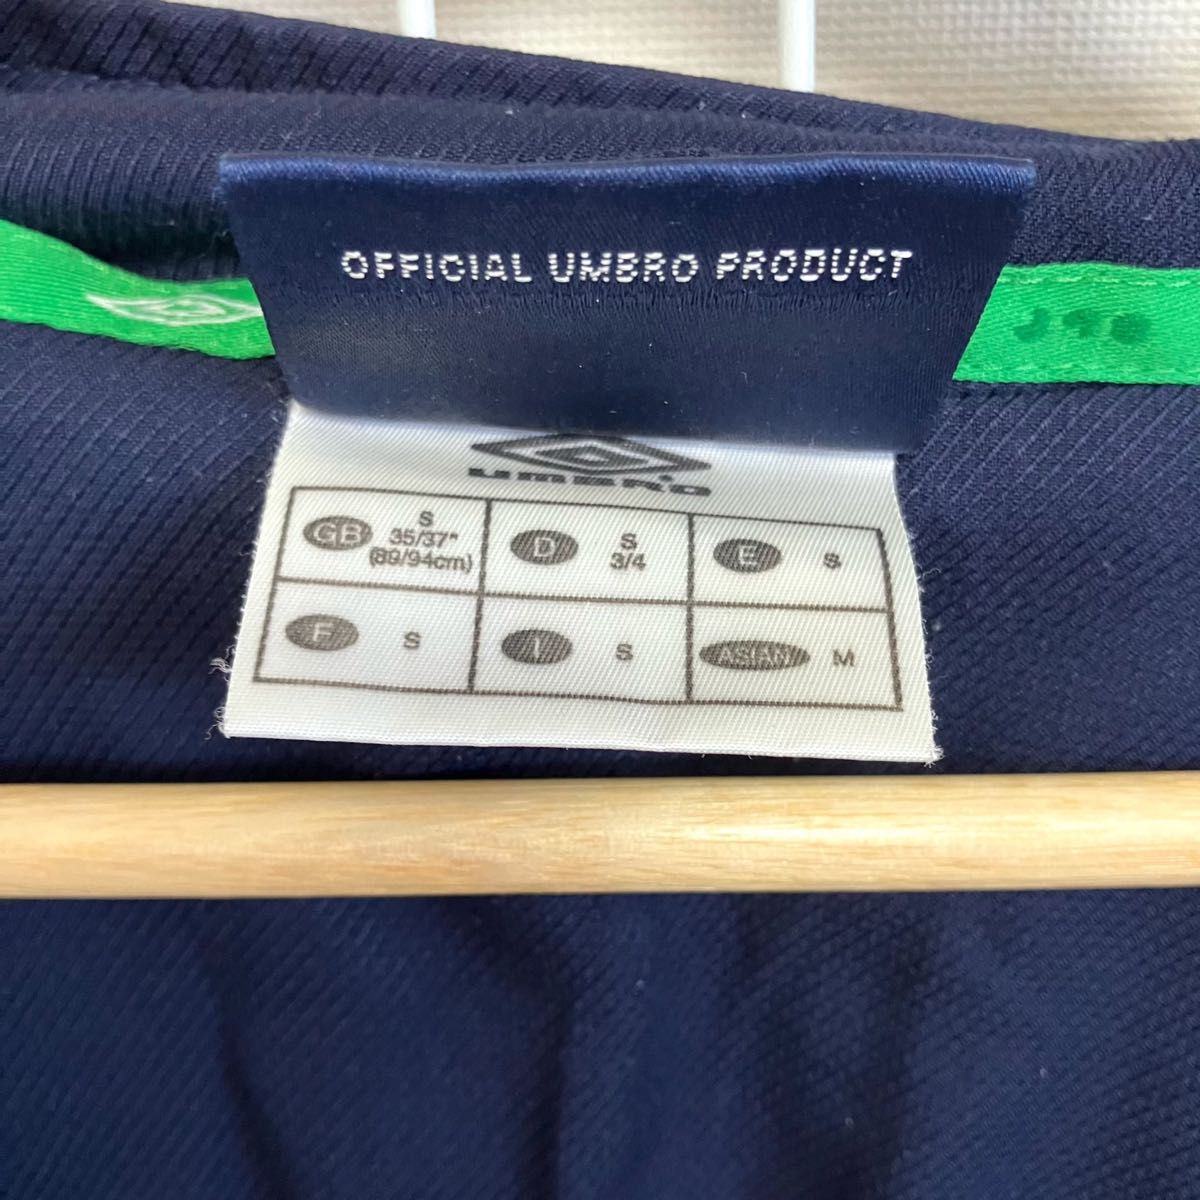 OFFICIAL UMBRO PRODUCT
UMBRO
GB S 35/37" (89/94cm)
D S 3/4
E S
F S
I S
ASIAN M